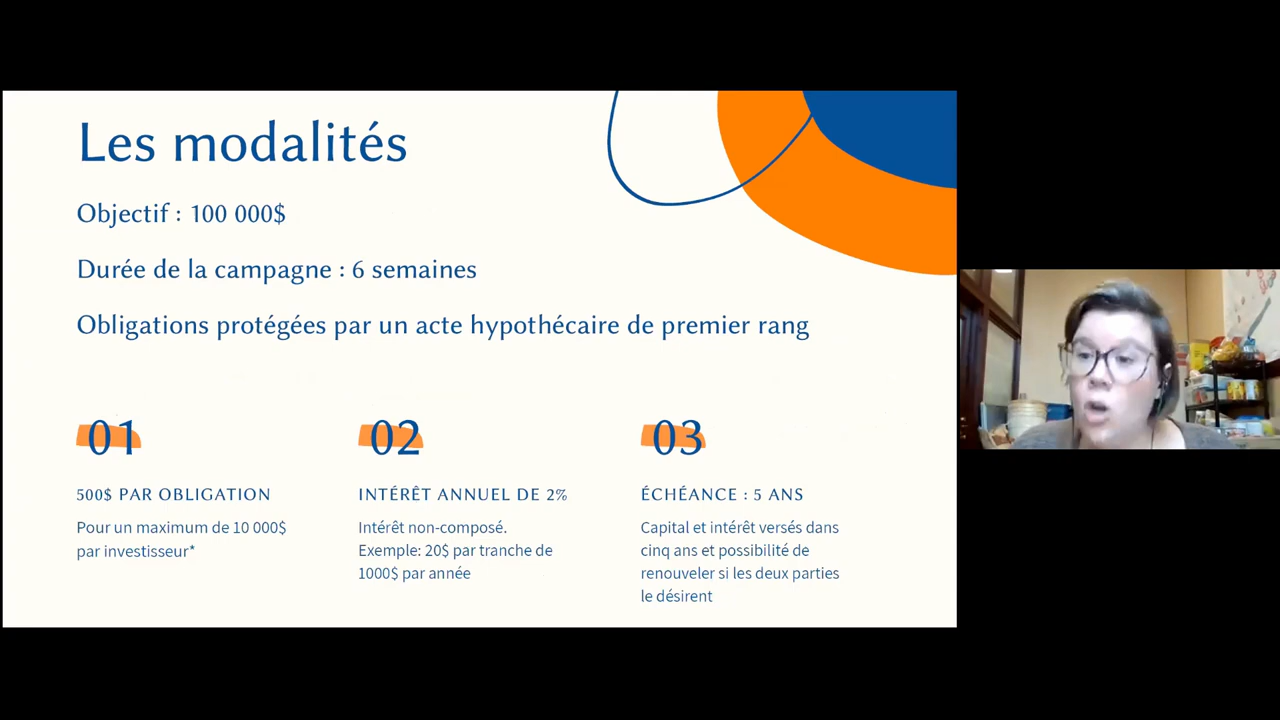 Les modalités
Objectif : 100 000$
Durée de la campagne : 6 semaines
Obligations protégées par un acte hypothécaire de premier rang
01
500$ PAR OBLIGATION
Pour un maximum de 10 000$
par investisseur*
02
INTÉRÊT ANNUEL DE 2%
Intérêt non-composé.
Exemple: 20$ par tranche de
1000$ par année
03
ÉCHÉANCE : 5 ANS
Capital et intérêt versés dans
cinq ans et possibilité de
renouveler si les deux parties
le désirent